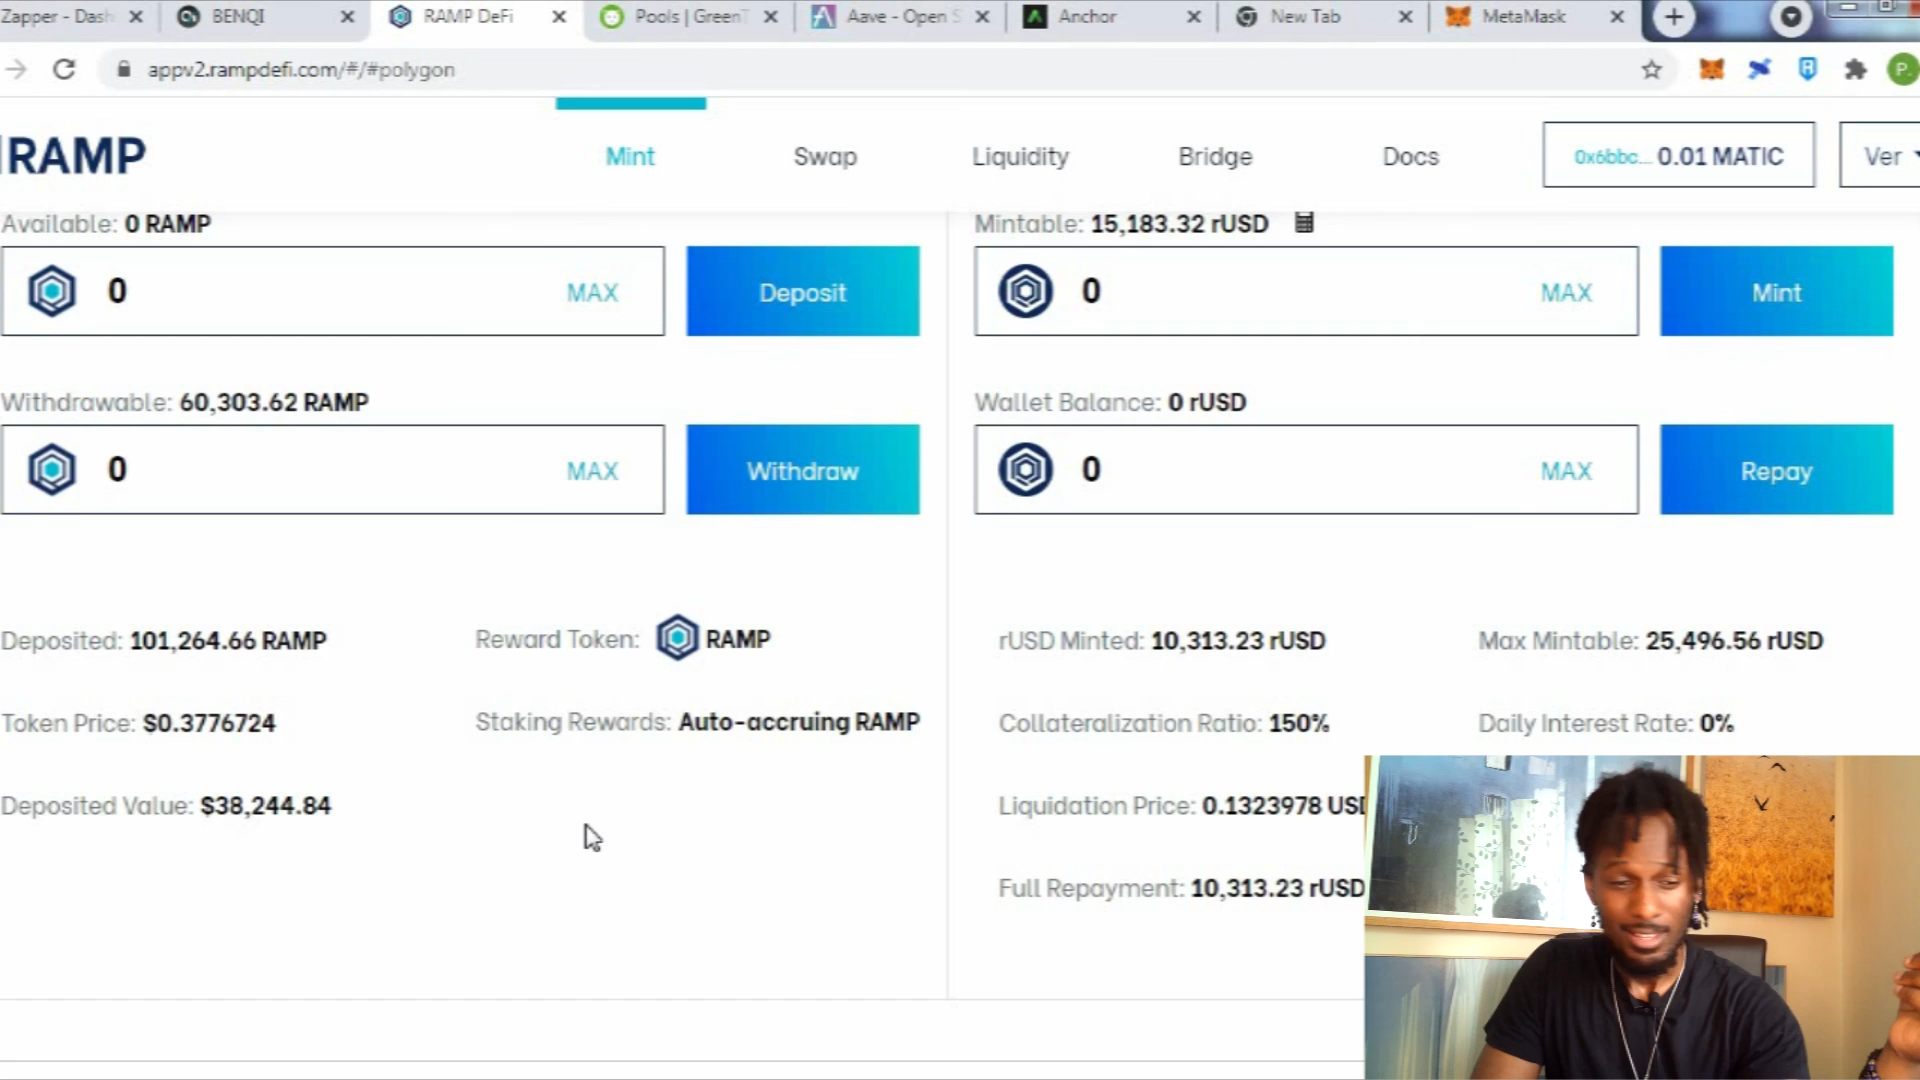 Zapper - Dash
BENQI
RAMP DeFi
Pools | GreenT
Aave - Open S
Anchor
New Tab
MetaMask
appv2.rampdefi.com/#/#polygon
P.
RAMP
Mint
Swap
Liquidity
Bridge
Docs
0x6bbc... 0.01 MATIC
Ver
Available: 0 RAMP
Mintable: 15,183.32 rUSD
0 MAX
Deposit
0 MAX
Mint
Withdrawable: 60,303.62 RAMP
Wallet Balance: 0 rUSD
0 MAX
Withdraw
0 MAX
Repay
Deposited: 101,264.66 RAMP
Reward Token: RAMP
rUSD Minted: 10,313.23 rUSD
Max Mintable: 25,496.56 rUSD
Token Price: $0.3776724
Staking Rewards: Auto-accruing RAMP
Collateralization Ratio: 150%
Daily Interest Rate: 0%
Deposited Value: $38,244.84
Liquidation Price: 0.1323978 USD
Full Repayment: 10,313.23 rUSD